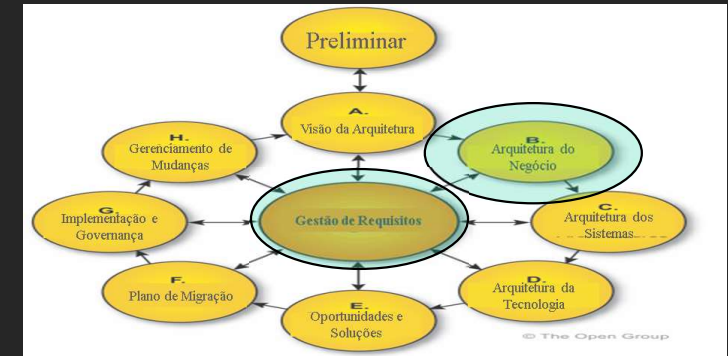 Preliminar
A.
Visão da Arquitetura
H.
Gerenciamento de
Mudanças
B.
Arquitetura do
Negócio
G.
Implementação e
Governança
Gestão de Requisitos
C.
Arquitetura dos
Sistemas
F.
Plano de Migração
D.
Arquitetura da
Tecnologia
E.
Oportunidades e
Soluções
© The Open Group